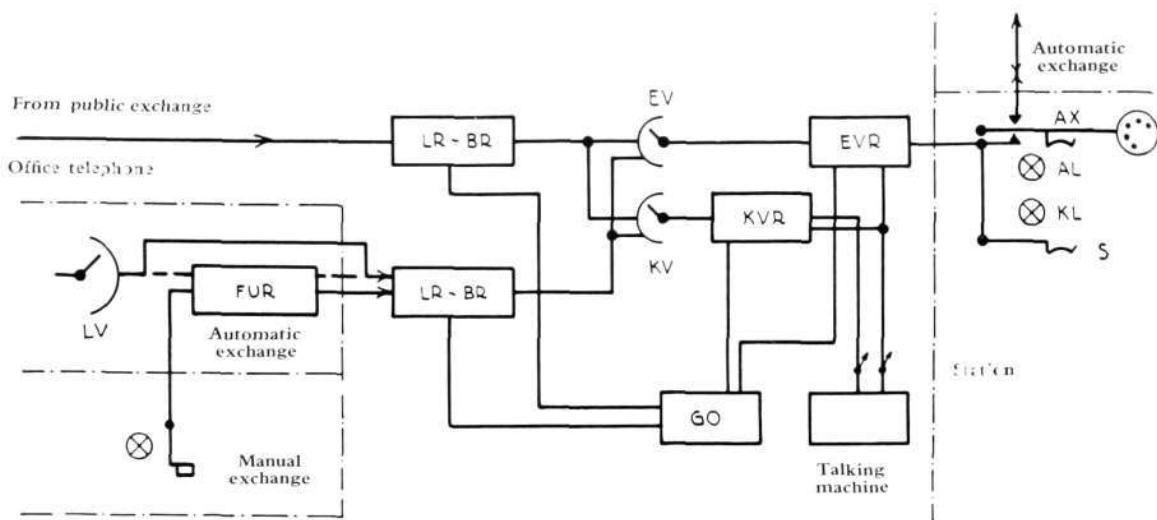 Automatic
exchange
From public exchange
EV
AX
LR-BR
EVR
Office telephone
AL
KL
KVR
KV
S
LV
FUR
LR-BR
Automatic
exchange
Station
GO
Manual
exchange
Talking
machine